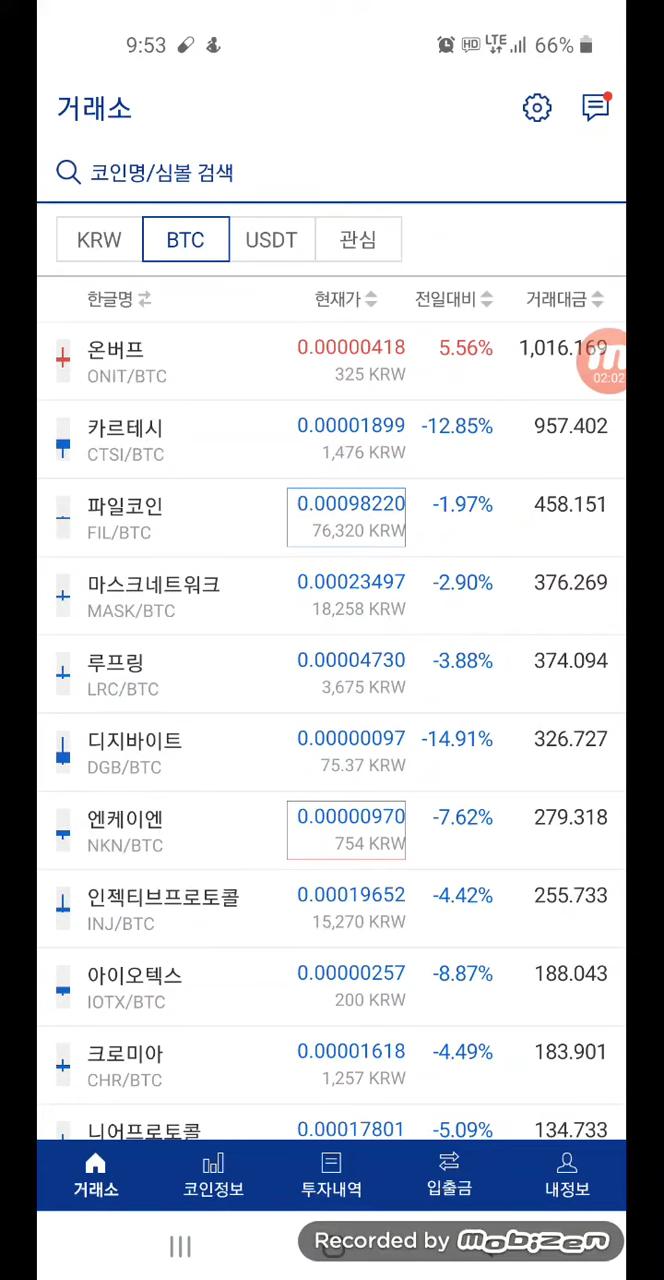 9:53 HD LTE 66%
거래소
코인명/심볼 검색
KRW BTC USDT 관심
한글명 현재가 전일대비 거래대금
온버프 0.00000418 5.56% 1,016.169
ONIT/BTC 325 KRW
02:02
카르테시 0.00001899 -12.85% 957.402
CTSI/BTC 1,476 KRW
파일코인 0.00098220 -1.97% 458.151
FIL/BTC 76,320 KRW
마스크네트워크 0.00023497 -2.90% 376.269
MASK/BTC 18,258 KRW
루프링 0.00004730 -3.88% 374.094
LRC/BTC 3,675 KRW
디지바이트 0.00000097 -14.91% 326.727
DGB/BTC 75.37 KRW
엔케이엔 0.00000970 -7.62% 279.318
NKN/BTC 754 KRW
인젝티브프로토콜 0.00019652 -4.42% 255.733
INJ/BTC 15,270 KRW
아이오텍스 0.00000257 -8.87% 188.043
IOTX/BTC 200 KRW
크로미아 0.00001618 -4.49% 183.901
CHR/BTC 1,257 KRW
니어프로토콜 0.00017801 -5.09% 134.733
거래소 코인정보 투자내역 입출금 내정보
Recorded by mobizen